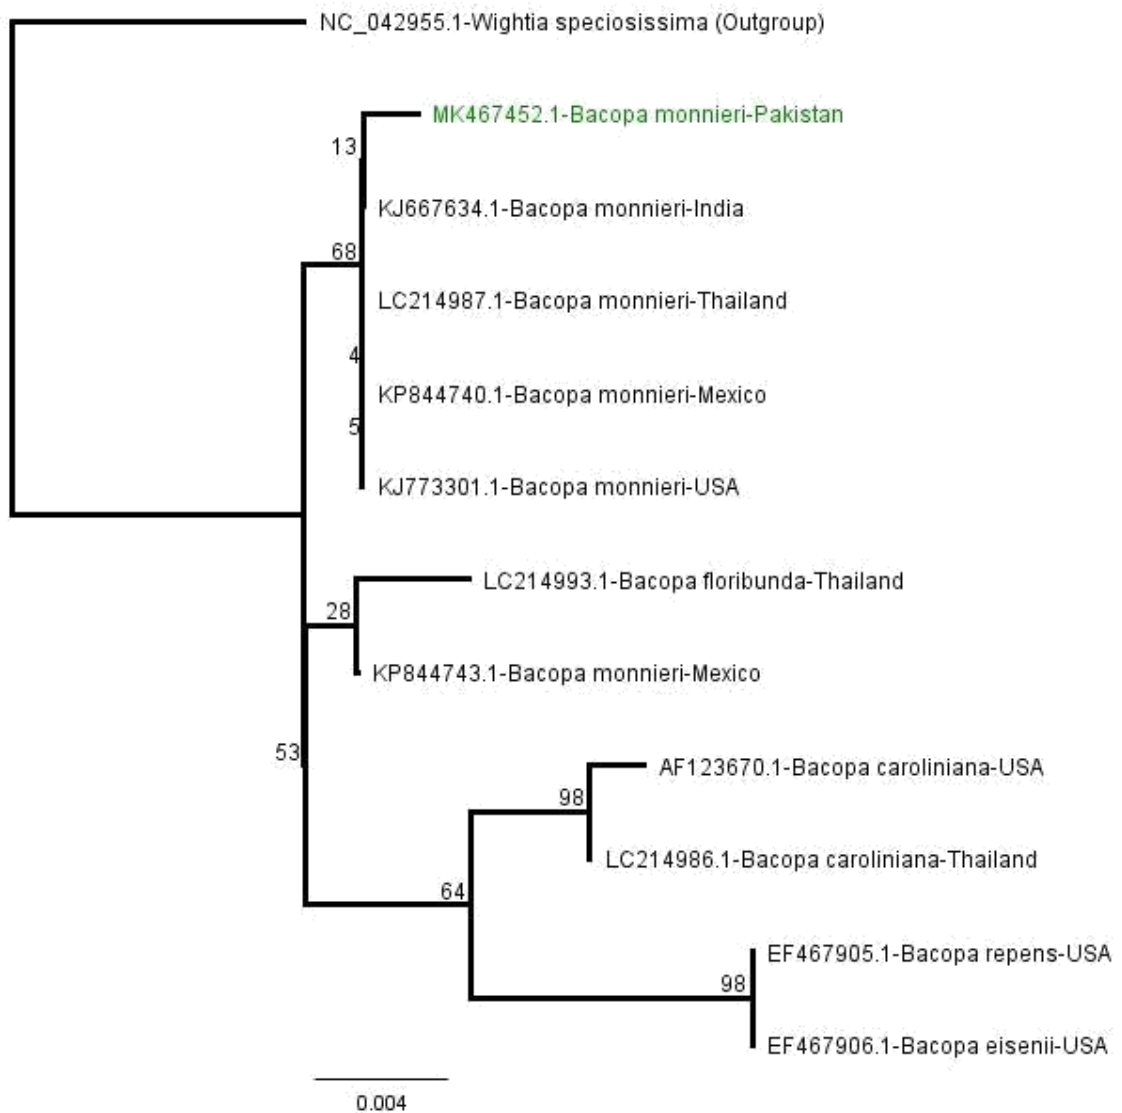 NC_042955.1-Wightia speciosissima (Outgroup)
MK467452.1-Bacopa monnieri-Pakistan
13
KJ667634.1-Bacopa monnieri-India
68
LC214987.1-Bacopa monnieri-Thailand
4
KP844740.1-Bacopa monnieri-Mexico
5
KJ773301.1-Bacopa monnieri-USA
LC214993.1-Bacopa floribunda-Thailand
28
KP844743.1-Bacopa monnieri-Mexico
53
AF123670.1-Bacopa caroliniana-USA
98
LC214986.1-Bacopa caroliniana-Thailand
64
EF467905.1-Bacopa repens-USA
98
EF467906.1-Bacopa eisenii-USA
0.004